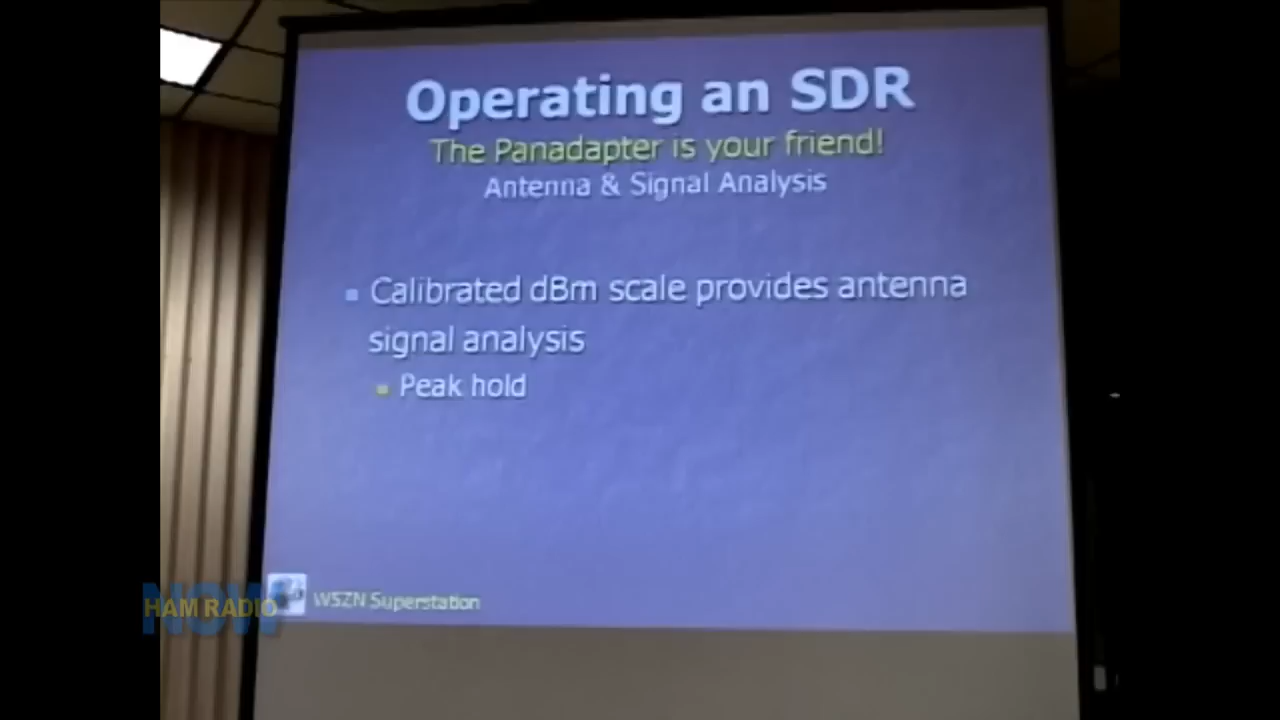 Operating an SDR
The Panadapter is your friend!
Antenna & Signal Analysis
Calibrated dBm scale provides antenna
signal analysis
Peak hold
W5ZN Superstation
NOW
HAM RADIO